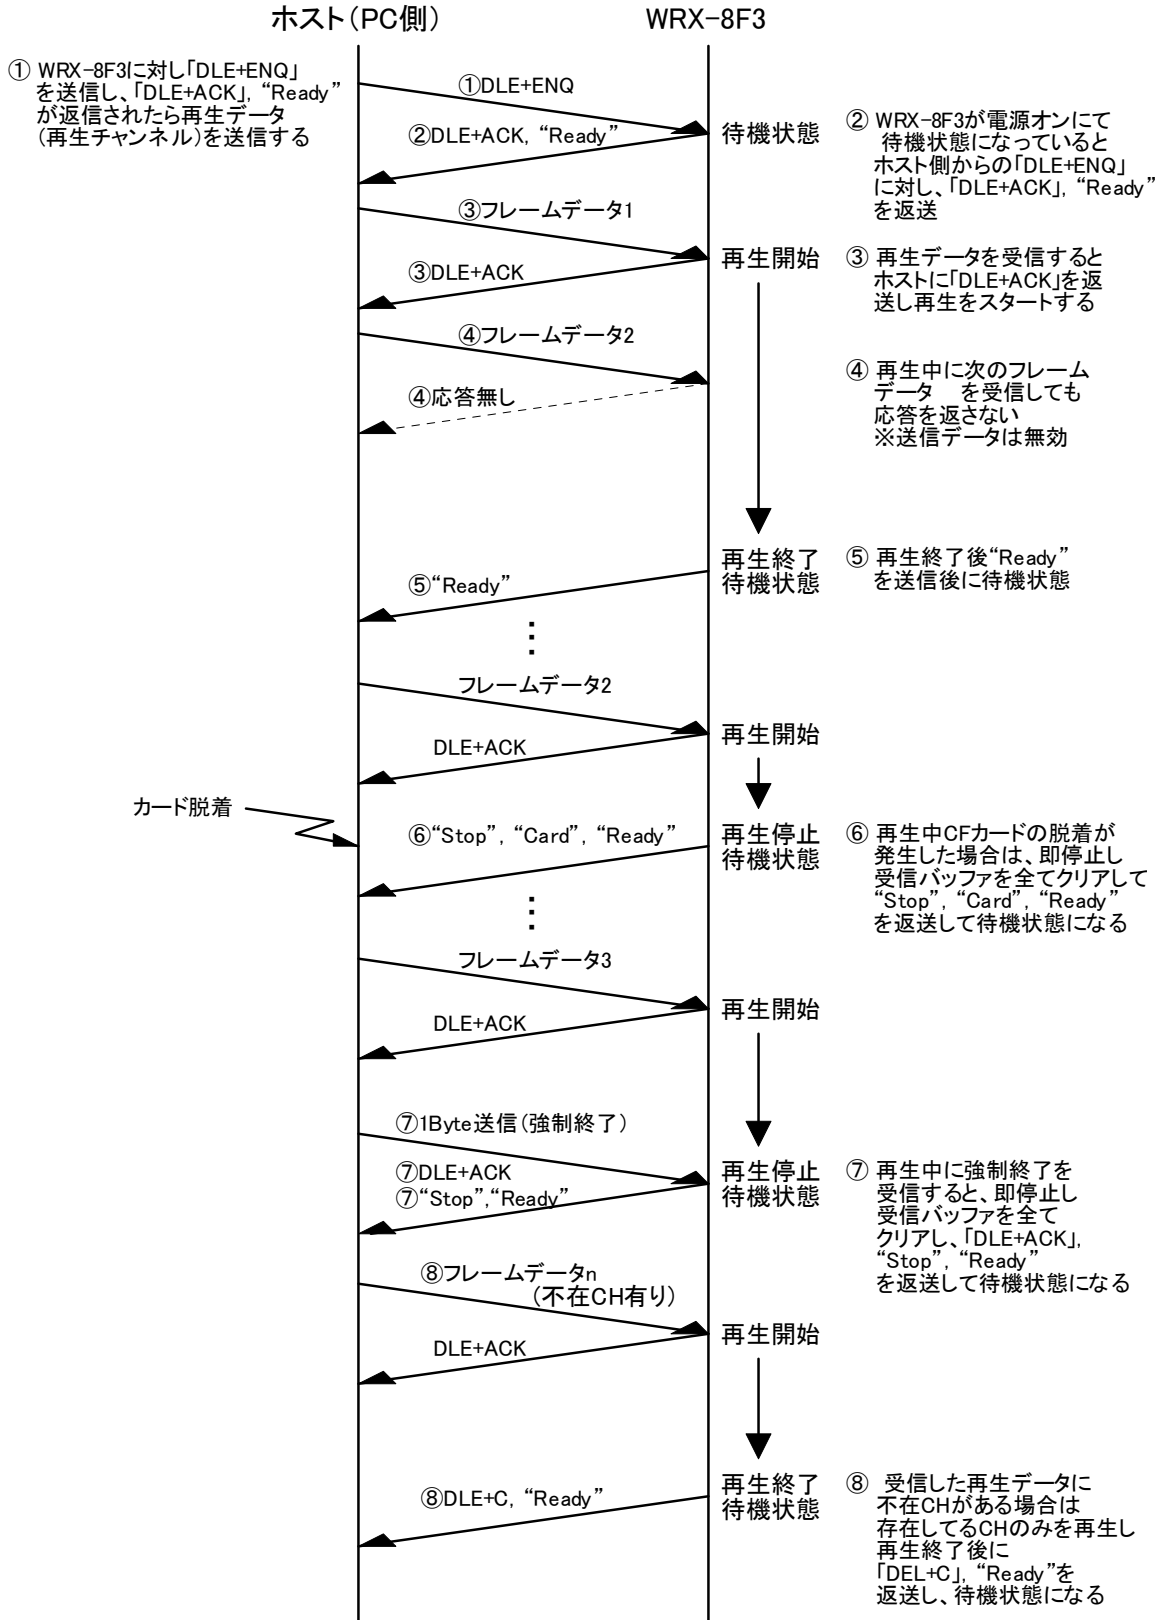 ホスト（PC側）
WRX-8F3
① WRX-8F3に対し「DLE+ENQ」
を送信し、「DLE+ACK」, “Ready”
が返信されたら再生データ
（再生チャンネル）を送信する
①DLE+ENQ
②DLE+ACK, “Ready”
待機状態
② WRX-8F3が電源オンにて
待機状態になっていると
ホスト側からの「DLE+ENQ」
に対し、「DLE+ACK」, “Ready”
を返送
③フレームデータ1
③DLE+ACK
再生開始
③ 再生データを受信すると
ホストに「DLE+ACK」を返
送し再生をスタートする
④フレームデータ2
④応答無し
④ 再生中に次のフレーム
データ　を受信しても
応答を返さない
※送信データは無効
再生終了
待機状態
⑤“Ready”
⑤ 再生終了後“Ready”
を送信後に待機状態
フレームデータ2
DLE+ACK
再生開始
カード脱着
⑥“Stop”, “Card”, “Ready”
再生停止
待機状態
⑥ 再生中CFカードの脱着が
発生した場合は、即停止し
受信バッファを全てクリアして
“Stop”, “Card”, “Ready”
を返送して待機状態になる
フレームデータ3
DLE+ACK
再生開始
⑦1Byte送信（強制終了）
⑦DLE+ACK
⑦“Stop”,“Ready”
再生停止
待機状態
⑦ 再生中に強制終了を
受信すると、即停止し
受信バッファを全て
クリアし、「DLE+ACK」,
“Stop”, “Ready”
を返送して待機状態になる
⑧フレームデータn
（不在CH有り）
DLE+ACK
再生開始
⑧DLE+C, “Ready”
再生終了
待機状態
⑧ 受信した再生データに
不在CHがある場合は
存在してるCHのみを再生し
再生終了後に
「DEL+C」, “Ready”を
返送し、待機状態になる